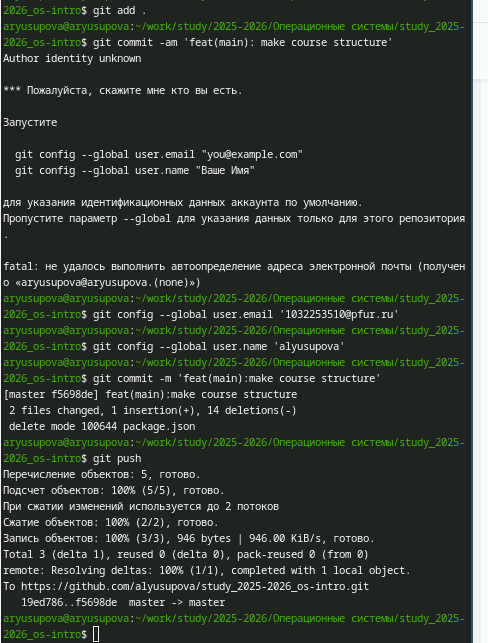 2026_os-intro$ git add .
aryusupova@aryusupova:~/work/study/2025-2026/Операционные системы/study_2025-
2026_os-intro$ git commit -am 'feat(main): make course structure'
Author identity unknown

*** Пожалуйста, скажите мне кто вы есть.

Запустите

  git config --global user.email "you@example.com"
  git config --global user.name "Ваше Имя"

для указания идентификационных данных аккаунта по умолчанию.
Пропустите параметр --global для указания данных только для этого репозитория
.

fatal: не удалось выполнить автоопределение адреса электронной почты (получен
о «aryusupova@aryusupova.(none)»)
aryusupova@aryusupova:~/work/study/2025-2026/Операционные системы/study_2025-
2026_os-intro$ git config --global user.email '1032253510@pfur.ru'
aryusupova@aryusupova:~/work/study/2025-2026/Операционные системы/study_2025-
2026_os-intro$ git config --global user.name 'alyusupova'
aryusupova@aryusupova:~/work/study/2025-2026/Операционные системы/study_2025-
2026_os-intro$ git commit -m 'feat(main):make course structure'
[master f5698de] feat(main):make course structure
 2 files changed, 1 insertion(+), 14 deletions(-)
 delete mode 100644 package.json
aryusupova@aryusupova:~/work/study/2025-2026/Операционные системы/study_2025-
2026_os-intro$ git push
Перечисление объектов: 5, готово.
Подсчет объектов: 100% (5/5), готово.
При сжатии изменений используется до 2 потоков
Сжатие объектов: 100% (2/2), готово.
Запись объектов: 100% (3/3), 946 bytes | 946.00 KiB/s, готово.
Total 3 (delta 1), reused 0 (delta 0), pack-reused 0 (from 0)
remote: Resolving deltas: 100% (1/1), completed with 1 local object.
To https://github.com/alyusupova/study_2025-2026_os-intro.git
   19ed786..f5698de  master -> master
aryusupova@aryusupova:~/work/study/2025-2026/Операционные системы/study_2025-
2026_os-intro$